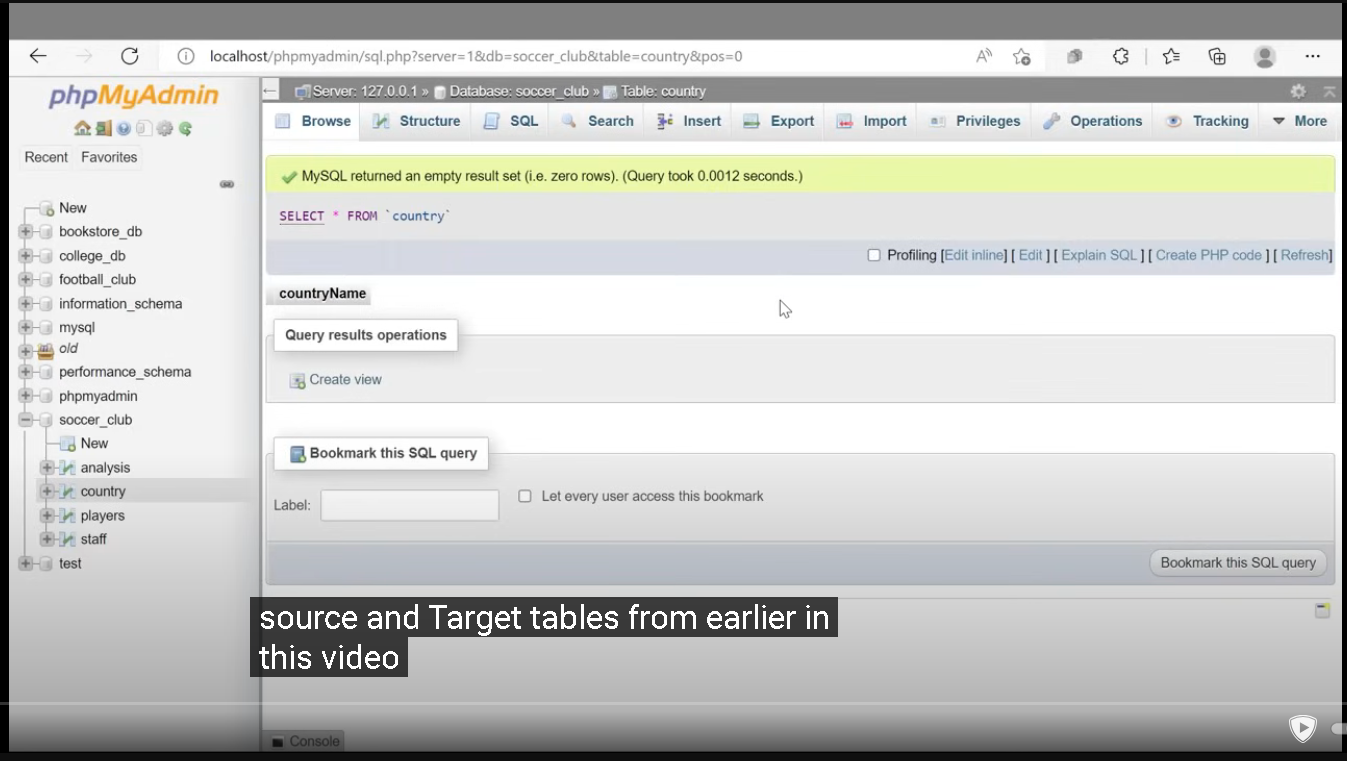 localhost/phpmyadmin/sql.php?server=1&db=soccer_club&table=country&pos=0
phpMyAdmin
Recent Favorites
New
bookstore_db
college_db
football_club
information_schema
mysql
old
performance_schema
phpmyadmin
soccer_club
New
analysis
country
players
staff
test
Server: 127.0.0.1 » Database: soccer_club » Table: country
Browse Structure SQL Search Insert Export Import Privileges Operations Tracking More
MySQL returned an empty result set (i.e. zero rows). (Query took 0.0012 seconds.)
SELECT * FROM `country`
Profiling [Edit inline] [ Edit ] [ Explain SQL ] [ Create PHP code ] [ Refresh]
countryName
Query results operations
Create view
Bookmark this SQL query
Label:
Let every user access this bookmark
Bookmark this SQL query
source and Target tables from earlier in
this video
Console